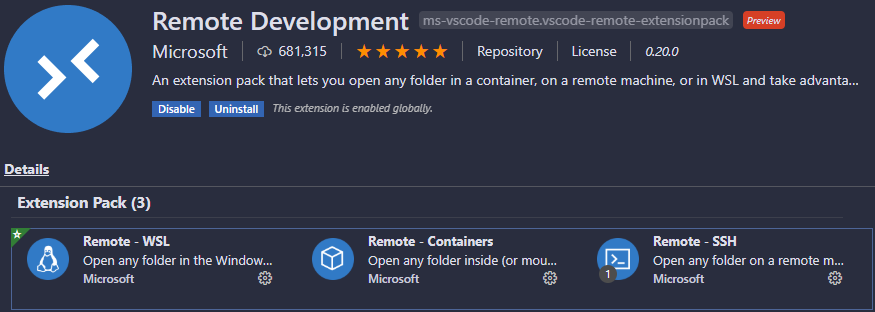 Remote Development ms-vscode-remote.vscode-remote-extensionpack Preview
Microsoft 681,315 Repository License 0.20.0
An extension pack that lets you open any folder in a container, on a remote machine, or in WSL and take advanta...
Disable Uninstall This extension is enabled globally.
Details
Extension Pack (3)
Remote - WSL
Open any folder in the Window...
Microsoft
Remote - Containers
Open any folder inside (or mou...
Microsoft
Remote - SSH
Open any folder on a remote m...
1
Microsoft